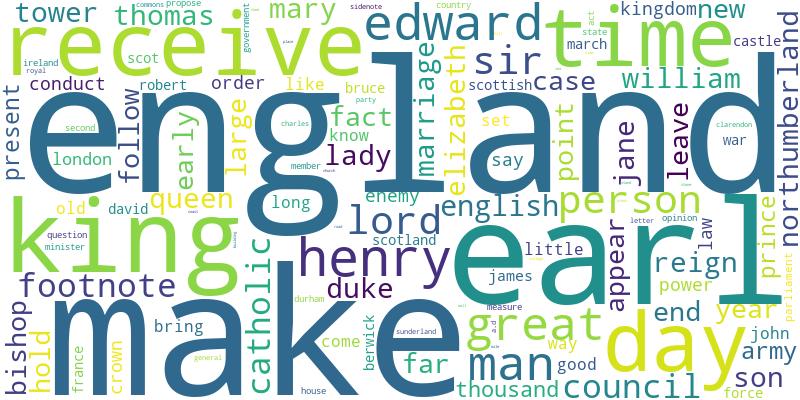 england
earl
make
king
day
time
receive
great
henry
edward
man
lord
person
sir
footnote
council
tower
thomas
mary
new
kingdom
castle
northumberland
commons
propose
government
sidenote
country
act
state
march
scot
ireland
royal
conduct
robert
order
like
bruce
party
scottish
case
william
present
follow
early
large
fact
know
marriage
elizabeth
set
point
jane
leave
war
clarendon
second
london
charles
member
church
lady
say
long
enemy
english
queen
old
david
question
minister
scotland
little
james
appear
law
letter
opinion
prince
parliament
reign
power
duke
catholic
bishop
hold
france
crown
bring
durham
come
berwick
sunderland
far
measure
a.d
way
good
end
year
john
army
son
force
thousand
house
general